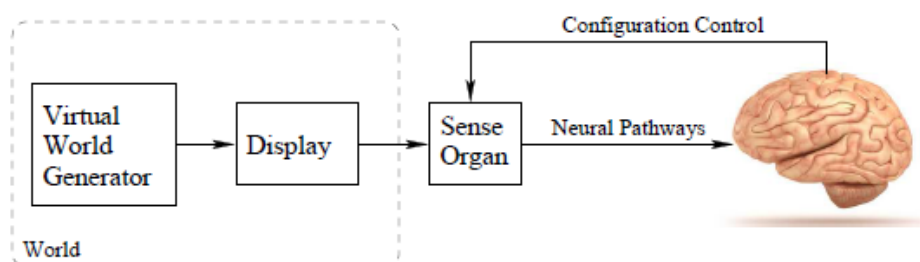 Configuration Control
Virtual
World
Generator
Display
Sense
Organ
Neural Pathways
World